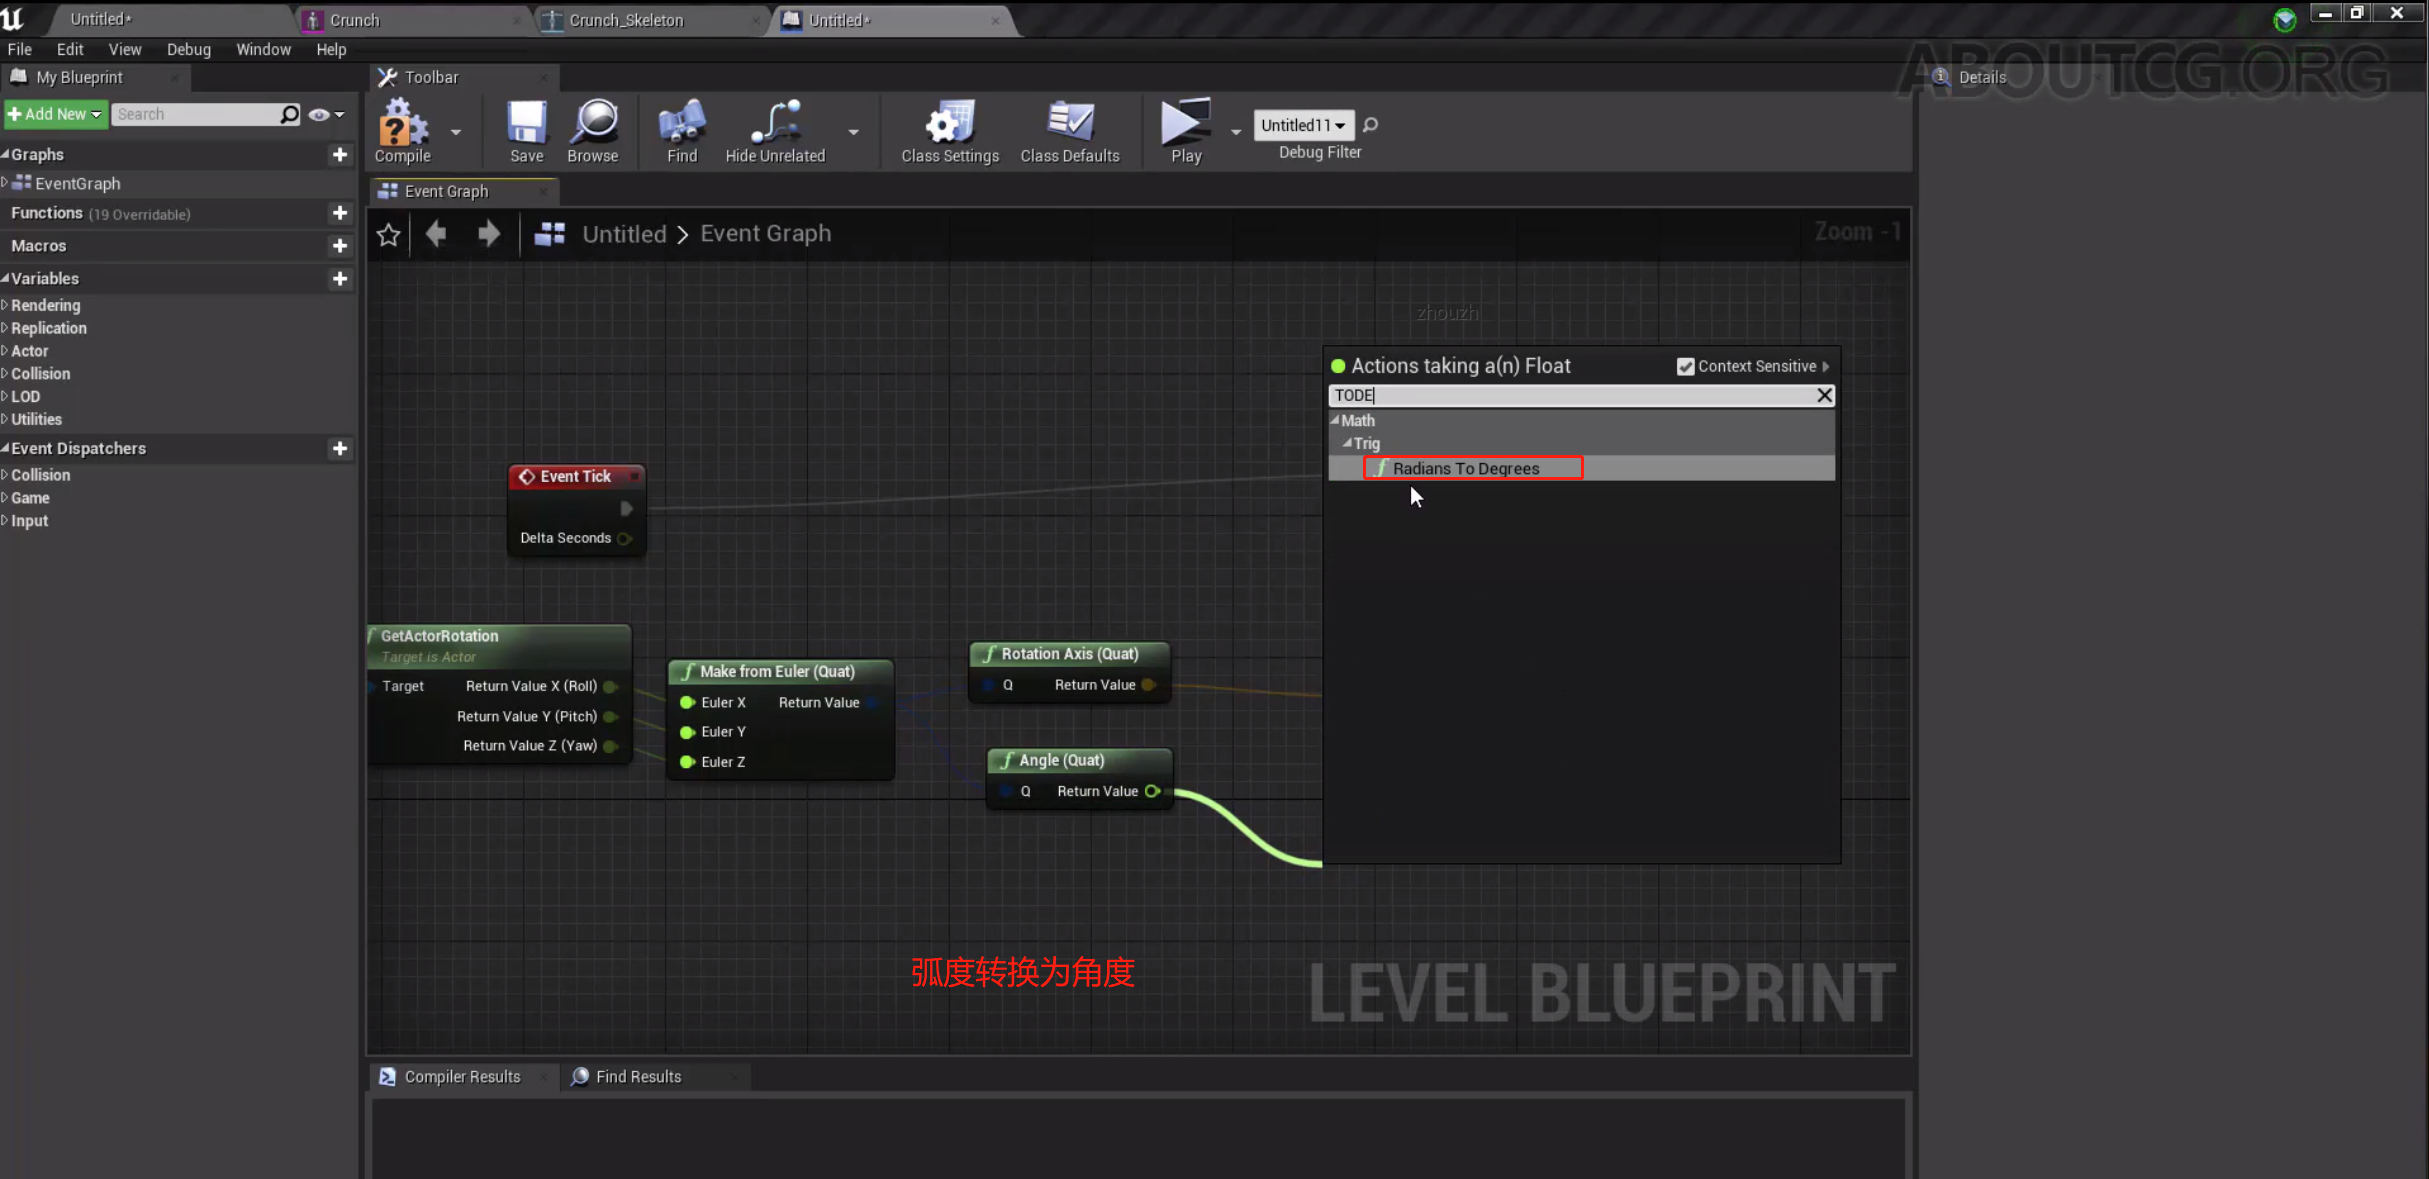 Untitled*
Crunch
Crunch_Skeleton
Untitled*
File Edit View Debug Window Help
ABOUTCG.ORG
My Blueprint
Toolbar
Details
Add New
Search
Compile
Save
Browse
Find
Hide Unrelated
Class Settings
Class Defaults
Play
Untitled11
Debug Filter
Graphs
EventGraph
Functions (19 Overridable)
Macros
Variables
Rendering
Replication
Actor
Collision
LOD
Utilities
Event Dispatchers
Collision
Game
Input
Event Graph
Untitled > Event Graph
Zoom -1
zhouzh
Actions taking a(n) Float
Context Sensitive
TODE
Math
Trig
Radians To Degrees
Event Tick
Delta Seconds
GetActorRotation
Target is Actor
Target
Return Value X (Roll)
Return Value Y (Pitch)
Return Value Z (Yaw)
Make from Euler (Quat)
Euler X
Return Value
Euler Y
Euler Z
Rotation Axis (Quat)
Q
Return Value
Angle (Quat)
Q
Return Value
弧度转换为角度
LEVEL BLUEPRINT
Compiler Results
Find Results